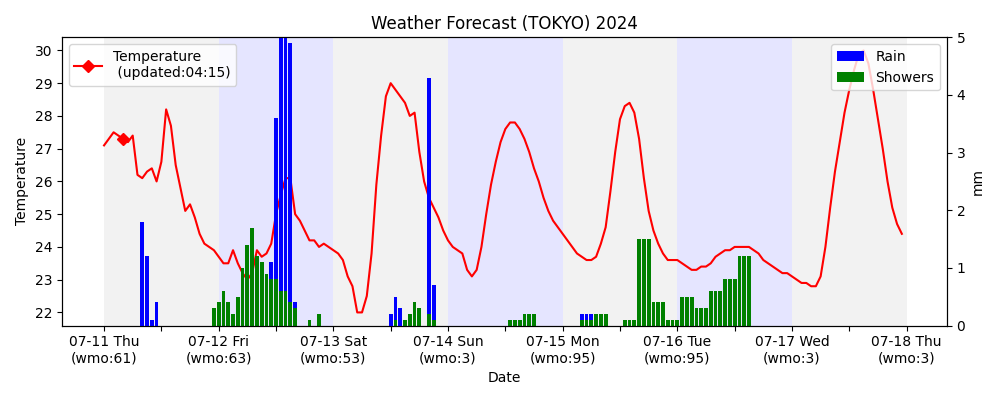 Weather Forecast (TOKYO) 2024
Temperature
(updated:04:15)
Rain
Showers
30
29
28
27
26
25
24
23
22
Temperature
5
4
3
2
1
0
mm
07-11 Thu
(wmo:61)
07-12 Fri
(wmo:63)
07-13 Sat
(wmo:53)
07-14 Sun
(wmo:3)
07-15 Mon
(wmo:95)
07-16 Tue
(wmo:95)
07-17 Wed
(wmo:3)
07-18 Thu
(wmo:3)
Date